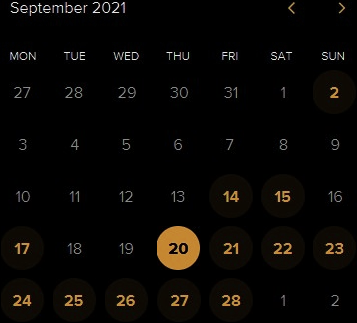 September 2021
MON TUE WED THU FRI SAT SUN
27 28 29 30 31 1 2
3 4 5 6 7 8 9
10 11 12 13 14 15 16
17 18 19 20 21 22 23
24 25 26 27 28 1 2